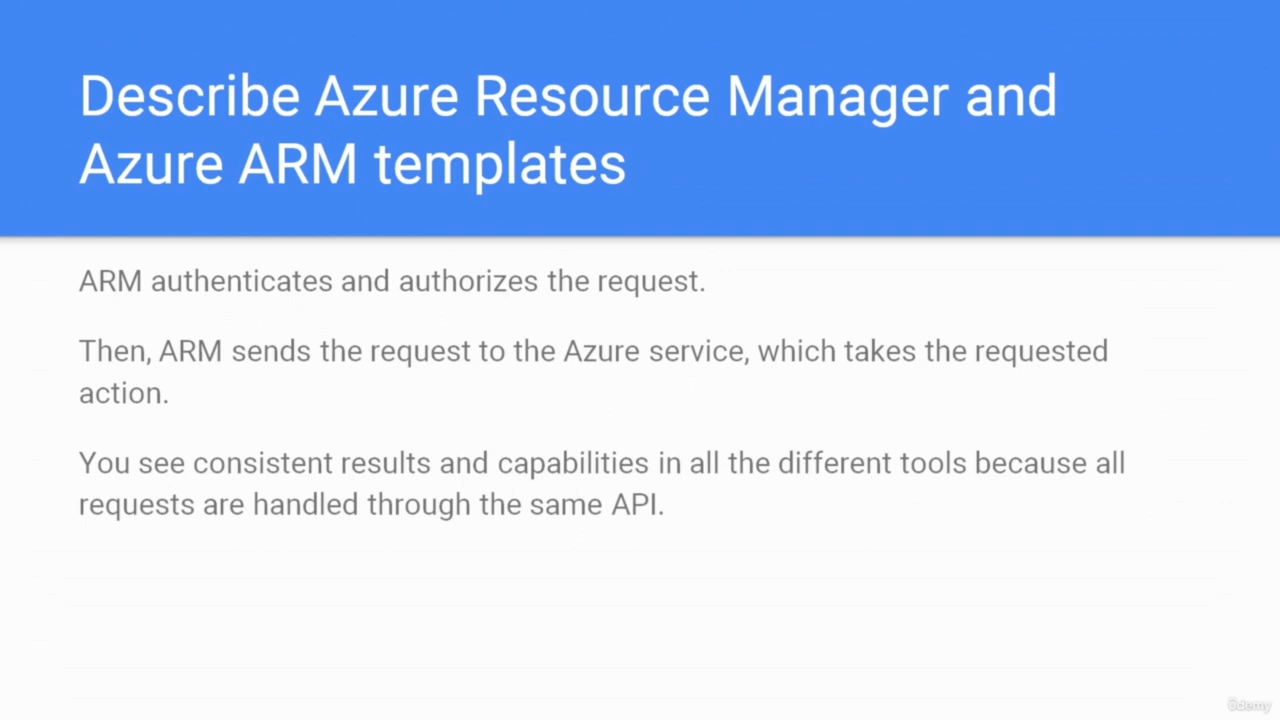 Describe Azure Resource Manager and
Azure ARM templates
ARM authenticates and authorizes the request.
Then, ARM sends the request to the Azure service, which takes the requested
action.
You see consistent results and capabilities in all the different tools because all
requests are handled through the same API.
ûdemy